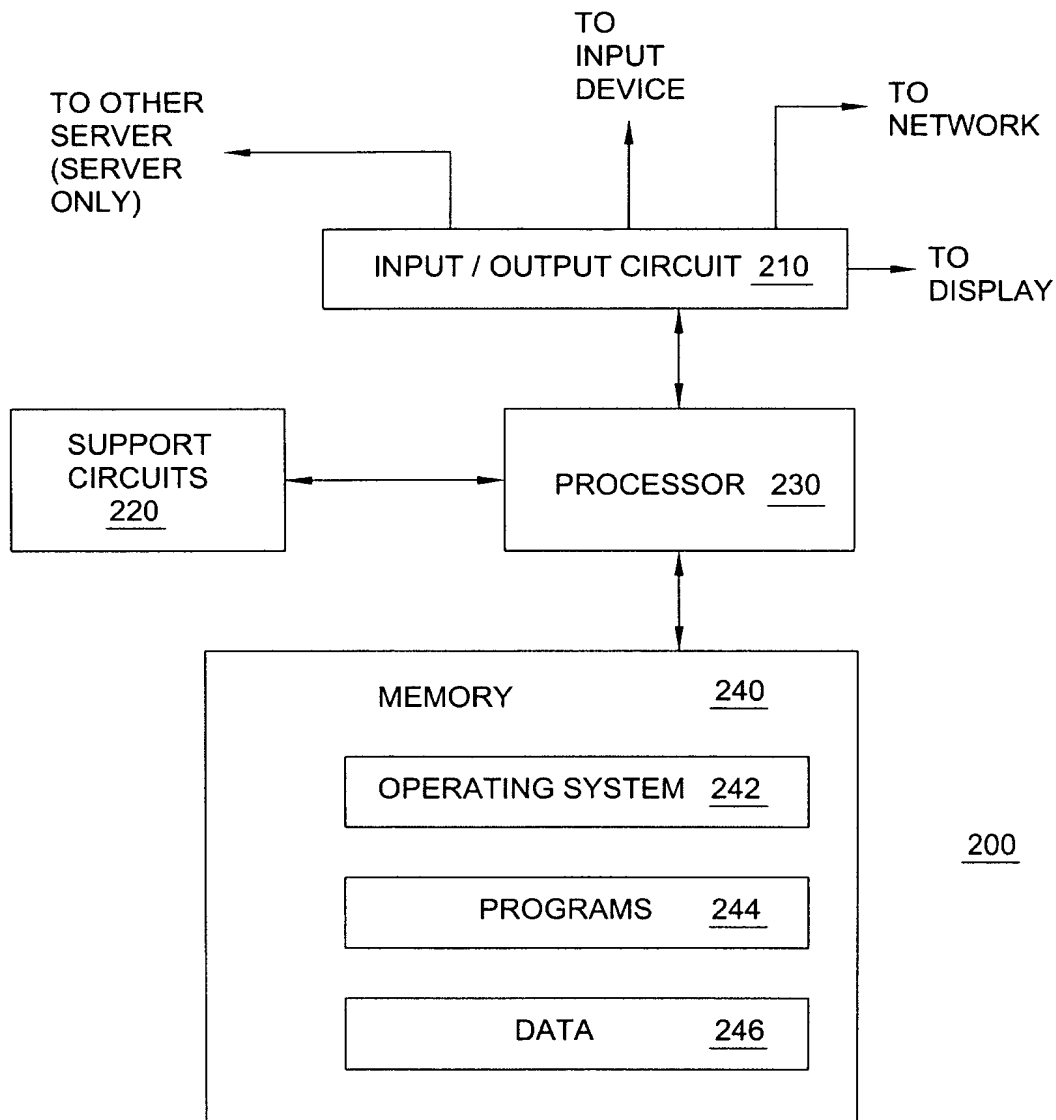 TO
INPUT
DEVICE
TO OTHER
SERVER
(SERVER
ONLY)
TO
NETWORK
INPUT / OUTPUT CIRCUIT 210
TO
DISPLAY
SUPPORT
CIRCUITS
220
PROCESSOR 230
MEMORY 240
OPERATING SYSTEM 242
200
PROGRAMS 244
DATA 246